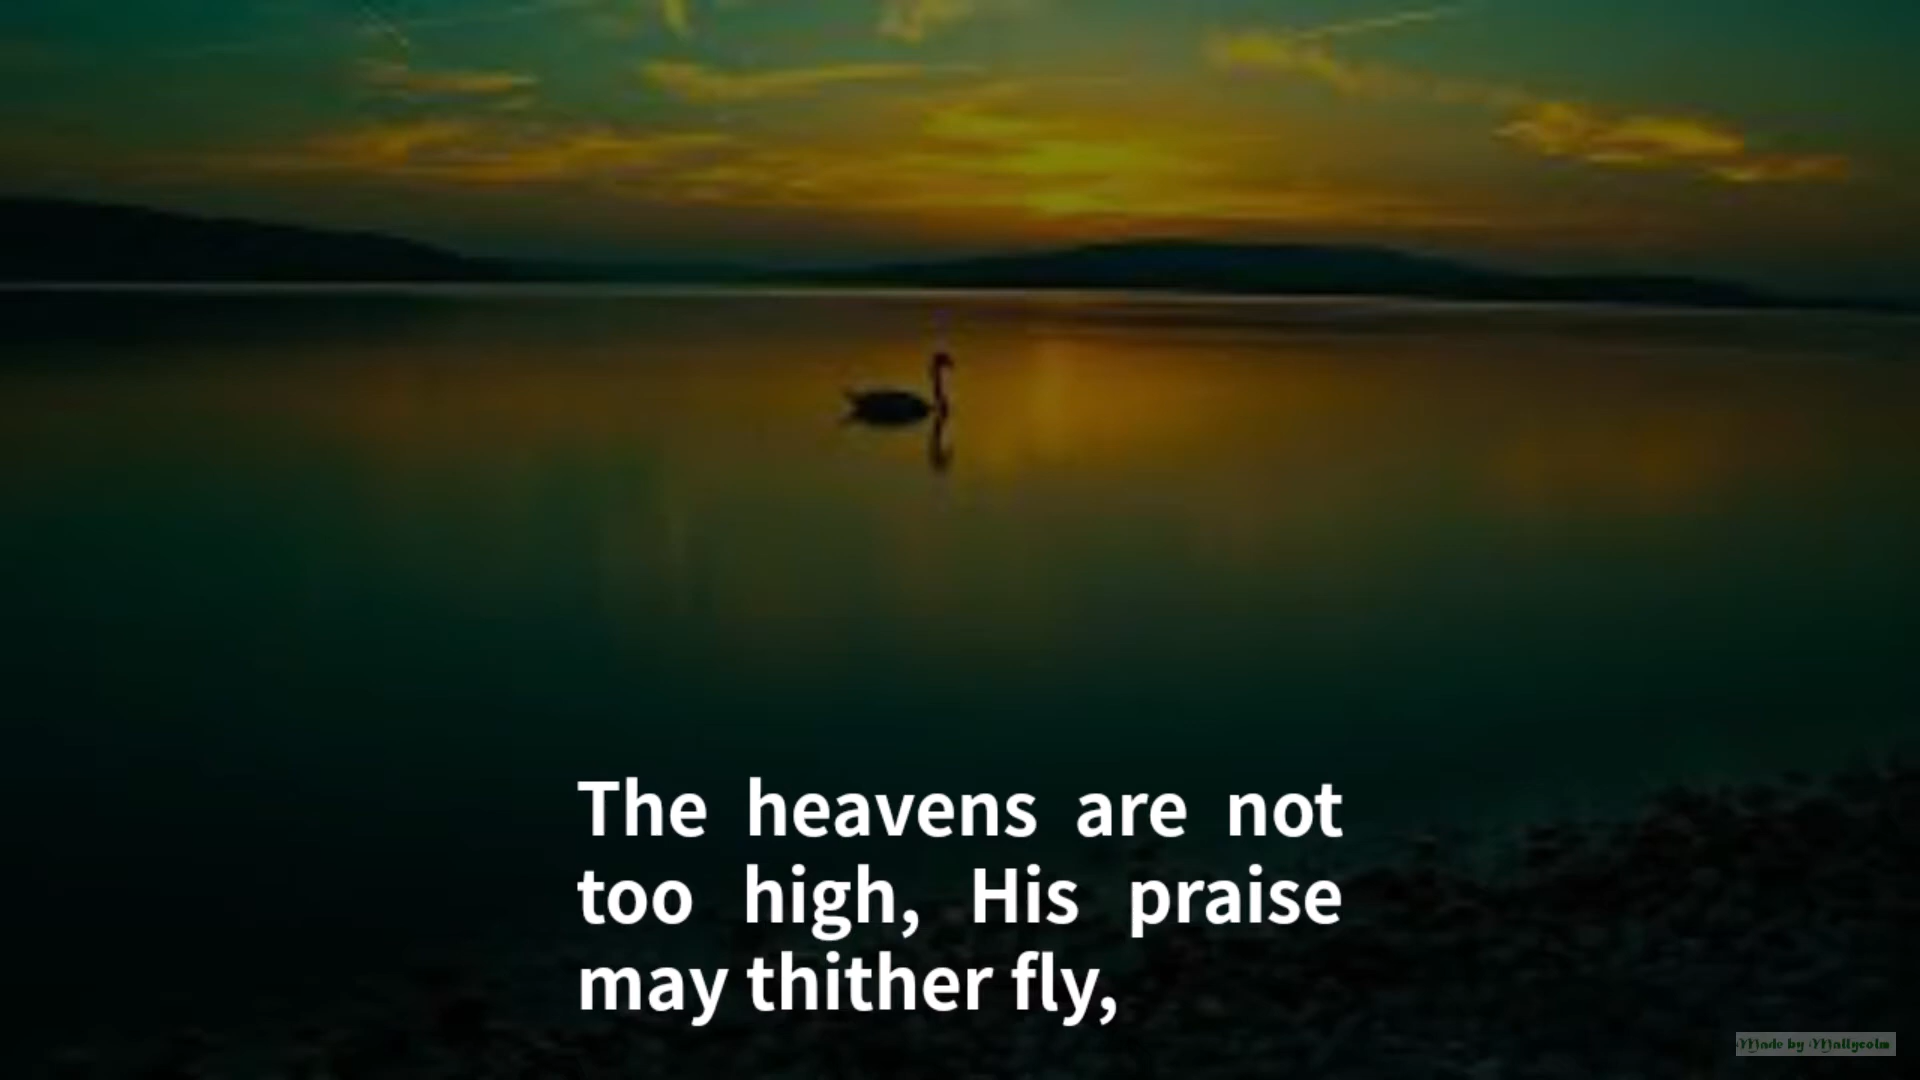 The heavens are not
too high, His praise
may thither fly,
Made by Mallycolm